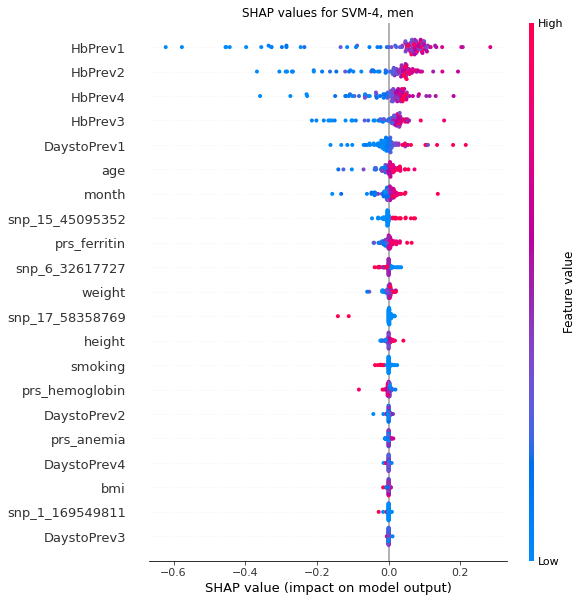 SHAP values for SVM-4, men
High
HbPrev1
HbPrev2
HbPrev4
HbPrev3
DaystoPrev1
age
month
snp_15_45095352
prs_ferritin
snp_6_32617727
weight
snp_17_58358769
height
smoking
prs_hemoglobin
DaystoPrev2
prs_anemia
DaystoPrev4
bmi
snp_1_169549811
DaystoPrev3
Feature value
Low
−0.6 −0.4 −0.2 0.0 0.2
SHAP value (impact on model output)